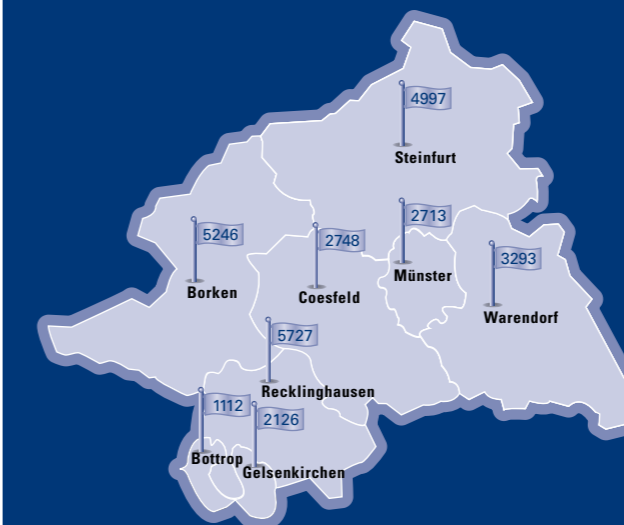 4997
Steinfurt
2713
Münster
5246
Borken
2748
Coesfeld
3293
Warendorf
5727
Recklinghausen
1112
Bottrop
2126
Gelsenkirchen